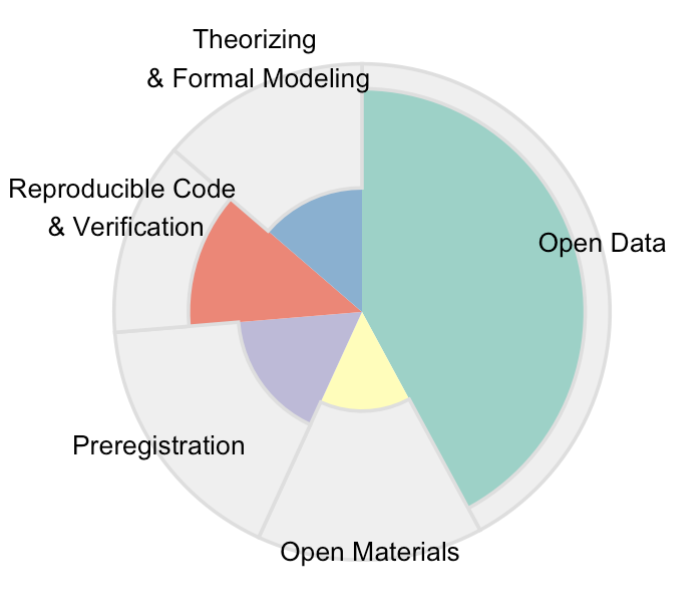 Theorizing
& Formal Modeling
Reproducible Code
& Verification
Open Data
Preregistration
Open Materials